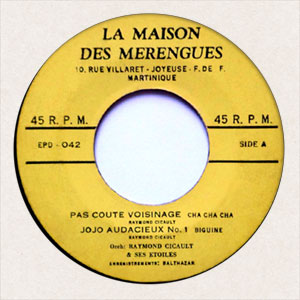 LA MAISON
DES MERENGUES
10, RUE VILLARET - JOYEUSE - F. DE F.
MARTINIQUE
45 R. P. M. 45 R. P. M.
EPD - 042 SIDE A
PAS COUTE VOISINAGE CHA CHA CHA
RAYMOND CICAULT
JOJO AUDACIEUX No. 1 BIGUINE
RAYMOND CICAULT
Orch: RAYMOND CICAULT
& SES ETOILES
ENREGISTREMENTS: BALTHAZAR